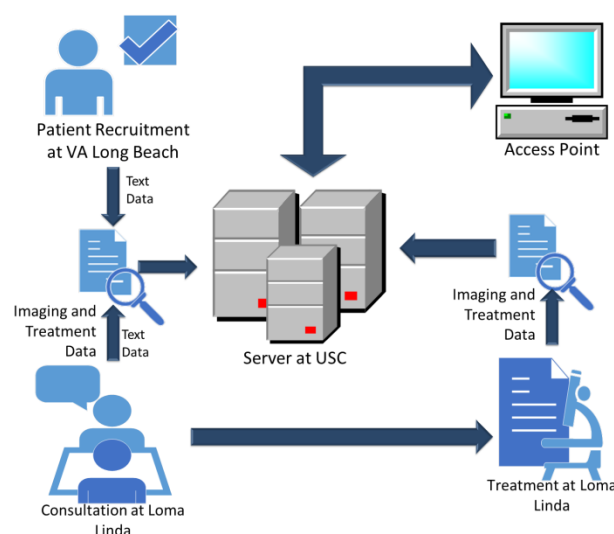 Patient Recruitment
at VA Long Beach
Access Point
Text
Data
Imaging and
Treatment
Data
Text
Data
Server at USC
Imaging and
Treatment
Data
Consultation at Loma
Linda
Treatment at Loma
Linda